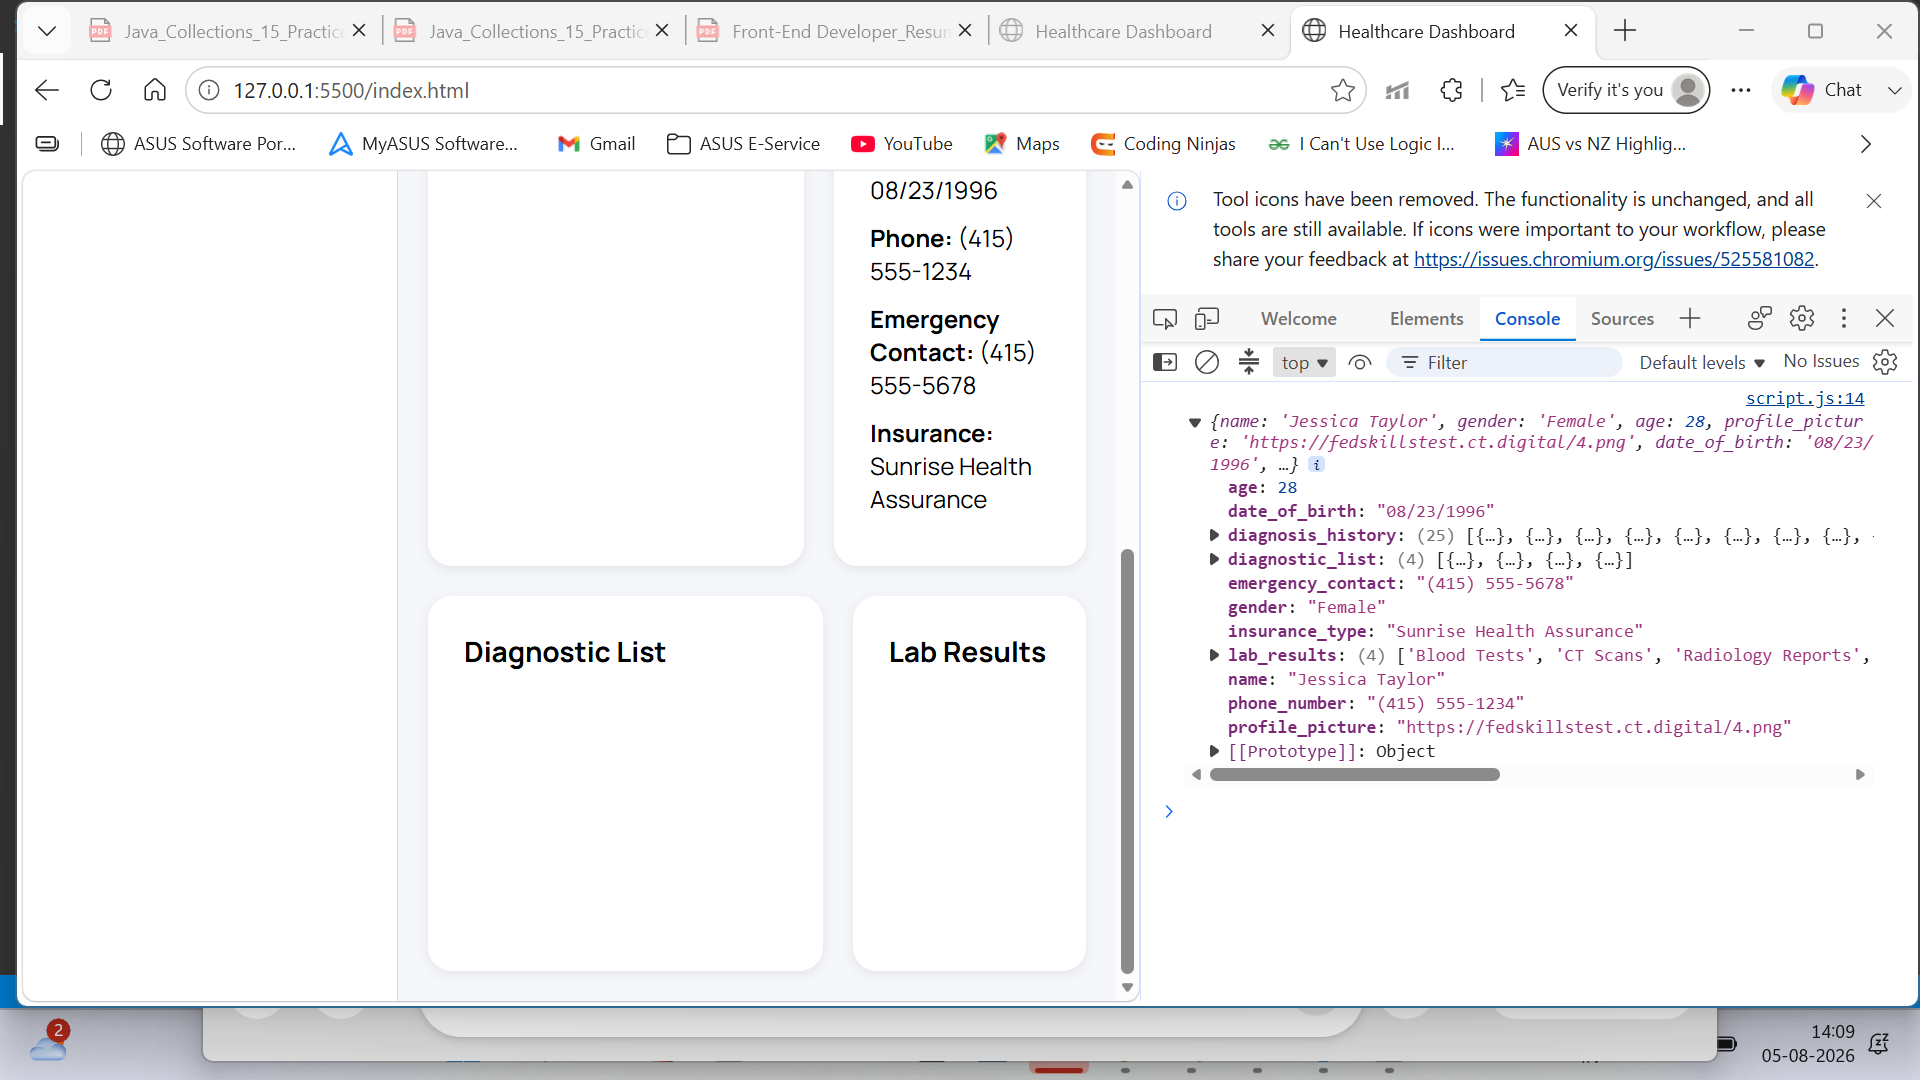 Java_Collections_15_Practice
Java_Collections_15_Practice
Front-End Developer_Resum
Healthcare Dashboard
Healthcare Dashboard
127.0.0.1:5500/index.html
Verify it's you
Chat
ASUS Software Por...
MyASUS Software...
Gmail
ASUS E-Service
YouTube
Maps
Coding Ninjas
I Can't Use Logic I...
AUS vs NZ Highlig...
08/23/1996
Phone: (415)
555-1234
Emergency
Contact: (415)
555-5678
Insurance:
Sunrise Health
Assurance
Diagnostic List
Lab Results
Tool icons have been removed. The functionality is unchanged, and all
tools are still available. If icons were important to your workflow, please
share your feedback at https://issues.chromium.org/issues/525581082.
Welcome
Elements
Console
Sources
top
Filter
Default levels
No Issues
script.js:14
{name: 'Jessica Taylor', gender: 'Female', age: 28, profile_pictur
e: 'https://fedskillstest.ct.digital/4.png', date_of_birth: '08/23/
1996', …}
age: 28
date_of_birth: "08/23/1996"
diagnosis_history: (25) [{…}, {…}, {…}, {…}, {…}, {…}, {…}, {…},
diagnostic_list: (4) [{…}, {…}, {…}, {…}]
emergency_contact: "(415) 555-5678"
gender: "Female"
insurance_type: "Sunrise Health Assurance"
lab_results: (4) ['Blood Tests', 'CT Scans', 'Radiology Reports',
name: "Jessica Taylor"
phone_number: "(415) 555-1234"
profile_picture: "https://fedskillstest.ct.digital/4.png"
[[Prototype]]: Object
2
14:09
05-08-2026